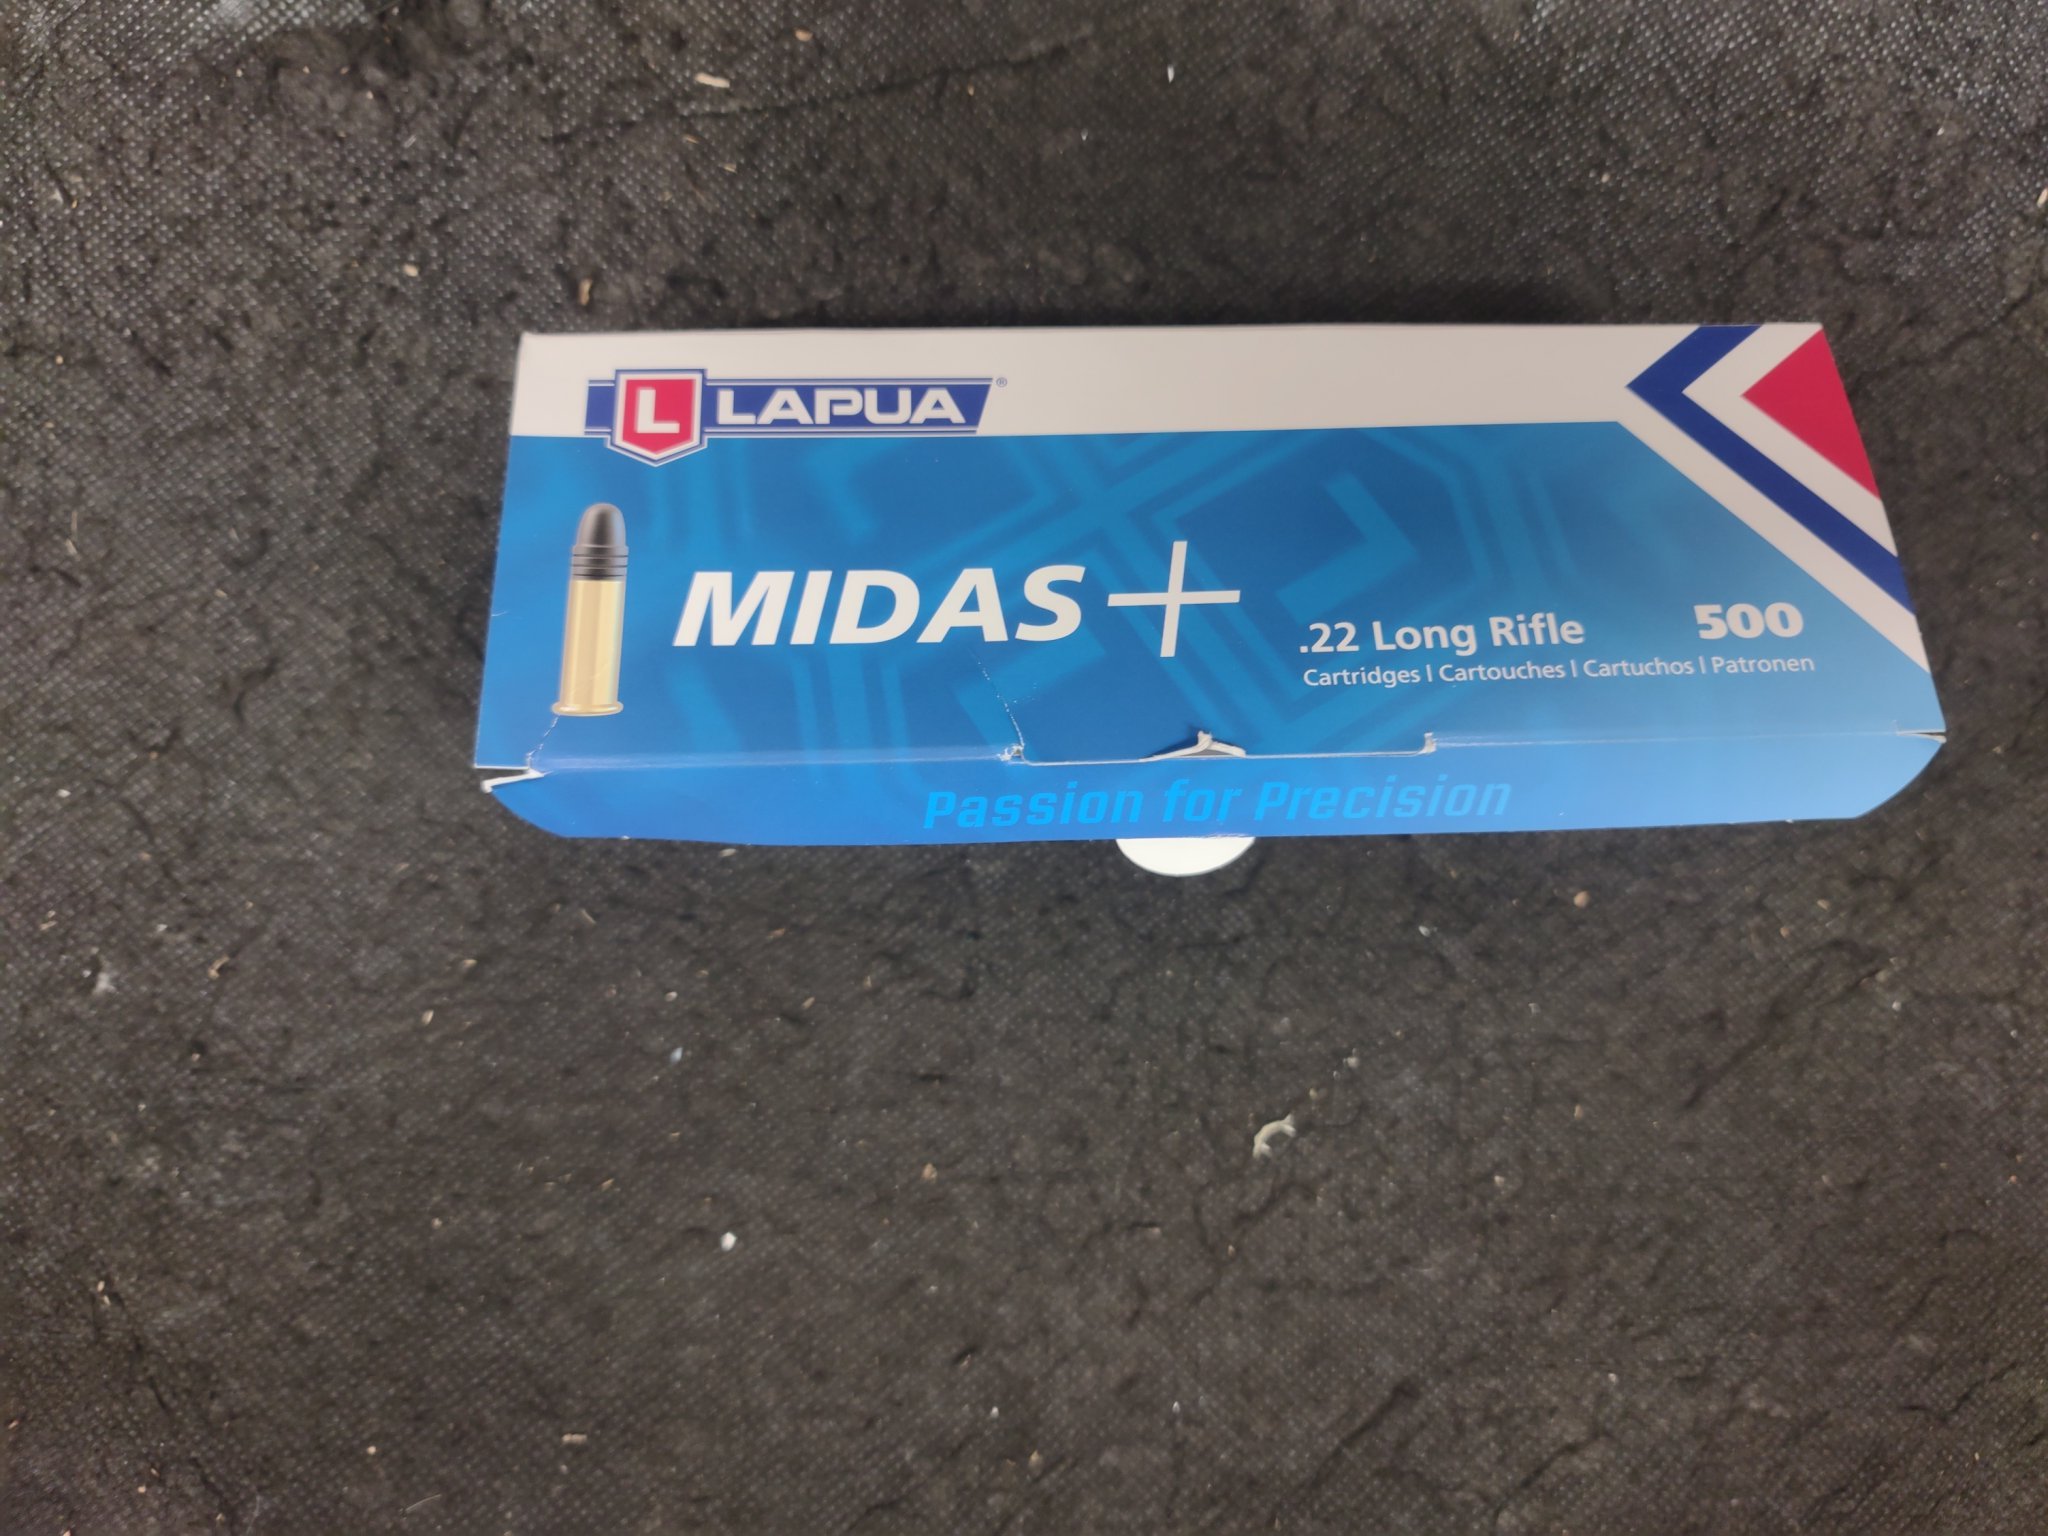 L LAPUA®
MIDAS+
.22 Long Rifle 500
Cartridges | Cartouches | Cartuchos | Patronen
Passion for Precision